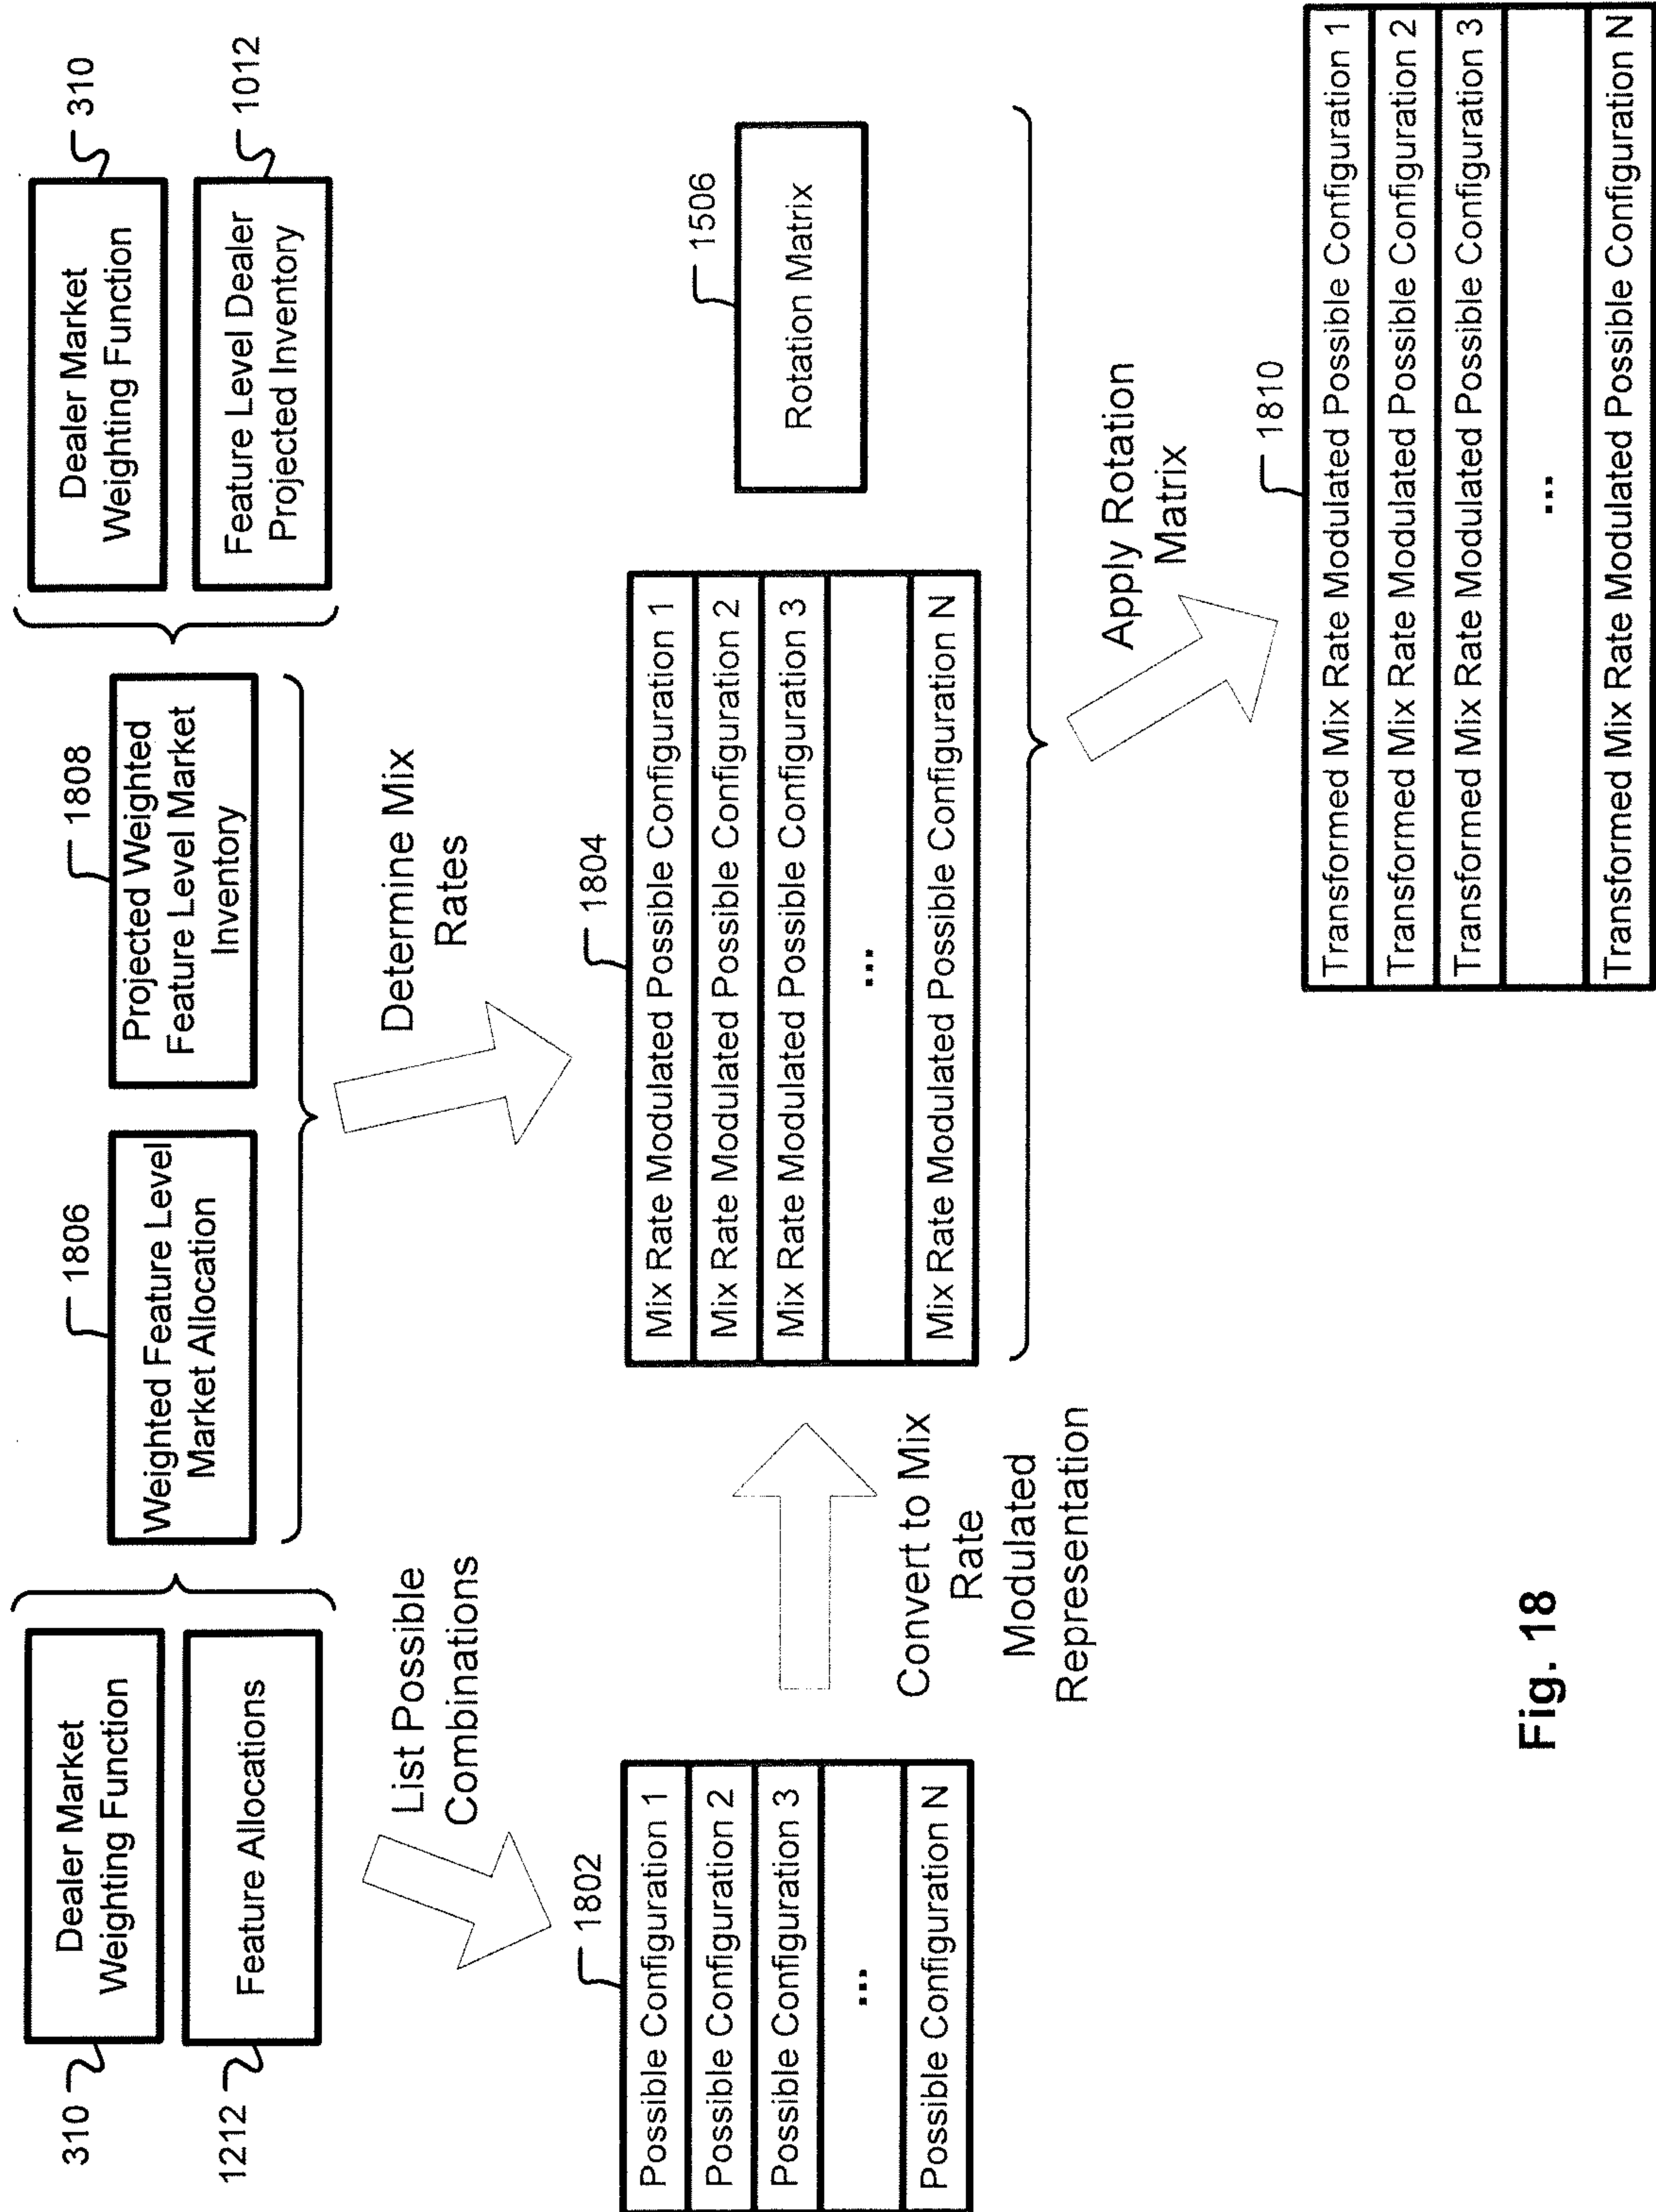 310
Dealer Market
Weighting Function
1212
Feature Allocations
1806
Weighted Feature Level
Market Allocation
1808
Projected Weighted
Feature Level Market
Inventory
Dealer Market
Weighting Function
310
Feature Level Dealer
Projected Inventory
1012
List Possible
Combinations
Determine Mix
Rates
1802
Possible Configuration 1
Possible Configuration 2
Possible Configuration 3
...
Possible Configuration N
Convert to Mix
Rate
Modulated
Representation
1804
Mix Rate Modulated Possible Configuration 1
Mix Rate Modulated Possible Configuration 2
Mix Rate Modulated Possible Configuration 3
...
Mix Rate Modulated Possible Configuration N
1506
Rotation Matrix
Apply Rotation
Matrix
1810
Transformed Mix Rate Modulated Possible Configuration 1
Transformed Mix Rate Modulated Possible Configuration 2
Transformed Mix Rate Modulated Possible Configuration 3
...
Transformed Mix Rate Modulated Possible Configuration N
Fig. 18